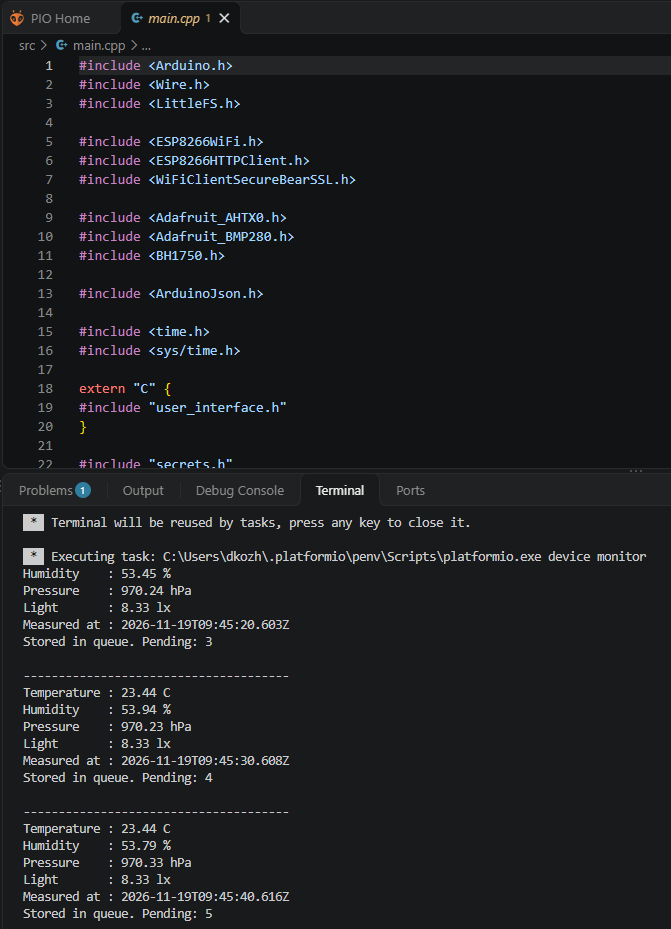 PIO Home
main.cpp 1
src > main.cpp > ...
1 #include <Arduino.h>
2 #include <Wire.h>
3 #include <LittleFS.h>
4
5 #include <ESP8266WiFi.h>
6 #include <ESP8266HTTPClient.h>
7 #include <WiFiClientSecureBearSSL.h>
8
9 #include <Adafruit_AHTX0.h>
10 #include <Adafruit_BMP280.h>
11 #include <BH1750.h>
12
13 #include <ArduinoJson.h>
14
15 #include <time.h>
16 #include <sys/time.h>
17
18 extern "C" {
19 #include "user_interface.h"
20 }
21
22 #include "secrets.h"
Problems 1 Output Debug Console Terminal Ports
* Terminal will be reused by tasks, press any key to close it.
* Executing task: C:\Users\dkozh\.platformio\penv\Scripts\platformio.exe device monitor
Humidity : 53.45 %
Pressure : 970.24 hPa
Light : 8.33 lx
Measured at : 2026-11-19T09:45:20.603Z
Stored in queue. Pending: 3
--------------------------------------
Temperature : 23.44 C
Humidity : 53.94 %
Pressure : 970.23 hPa
Light : 8.33 lx
Measured at : 2026-11-19T09:45:30.608Z
Stored in queue. Pending: 4
--------------------------------------
Temperature : 23.44 C
Humidity : 53.79 %
Pressure : 970.33 hPa
Light : 8.33 lx
Measured at : 2026-11-19T09:45:40.616Z
Stored in queue. Pending: 5